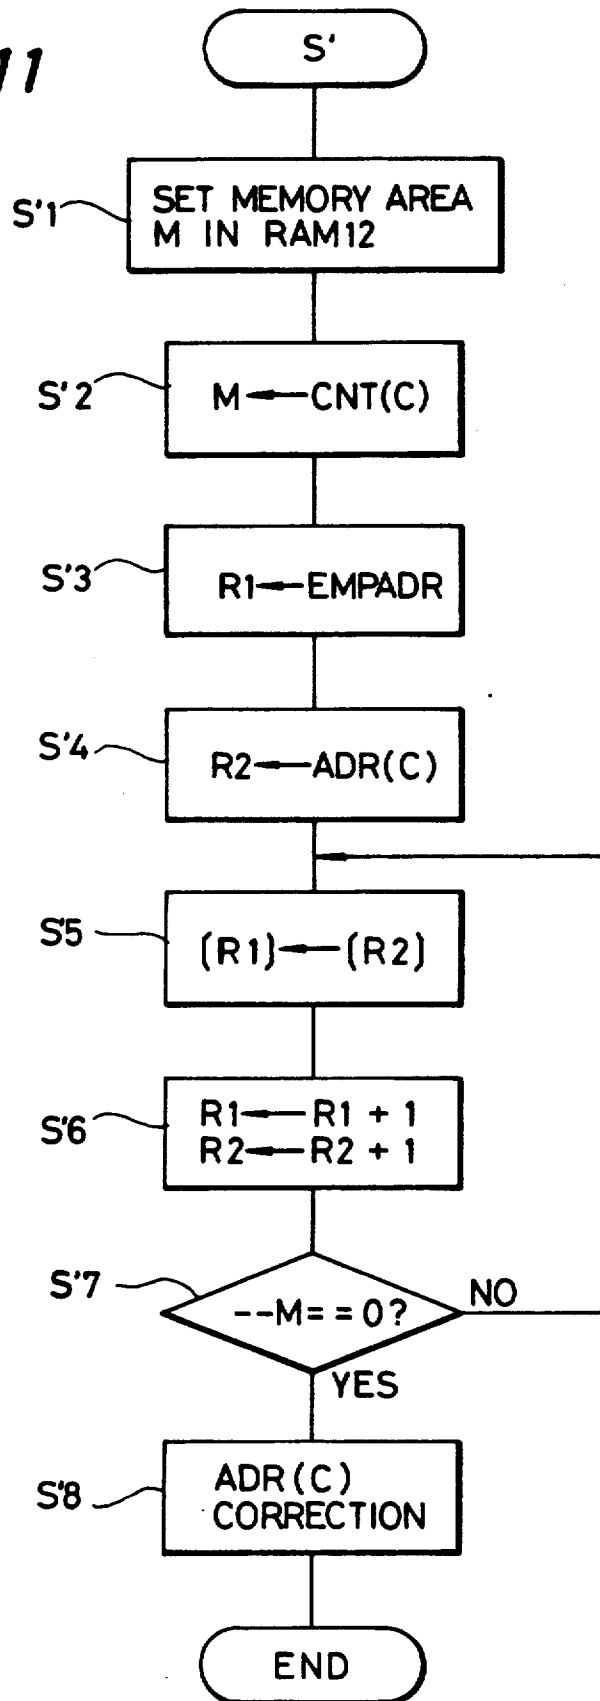 11
S'
S'1
SET MEMORY AREA
M IN RAM12
S'2
M←CNT(C)
S'3
R1←EMPADR
S'4
R2←ADR(C)
S'5
(R1)←(R2)
S'6
R1←R1 + 1
R2←R2 + 1
S'7
--M==0?
NO
YES
S'8
ADR(C)
CORRECTION
END